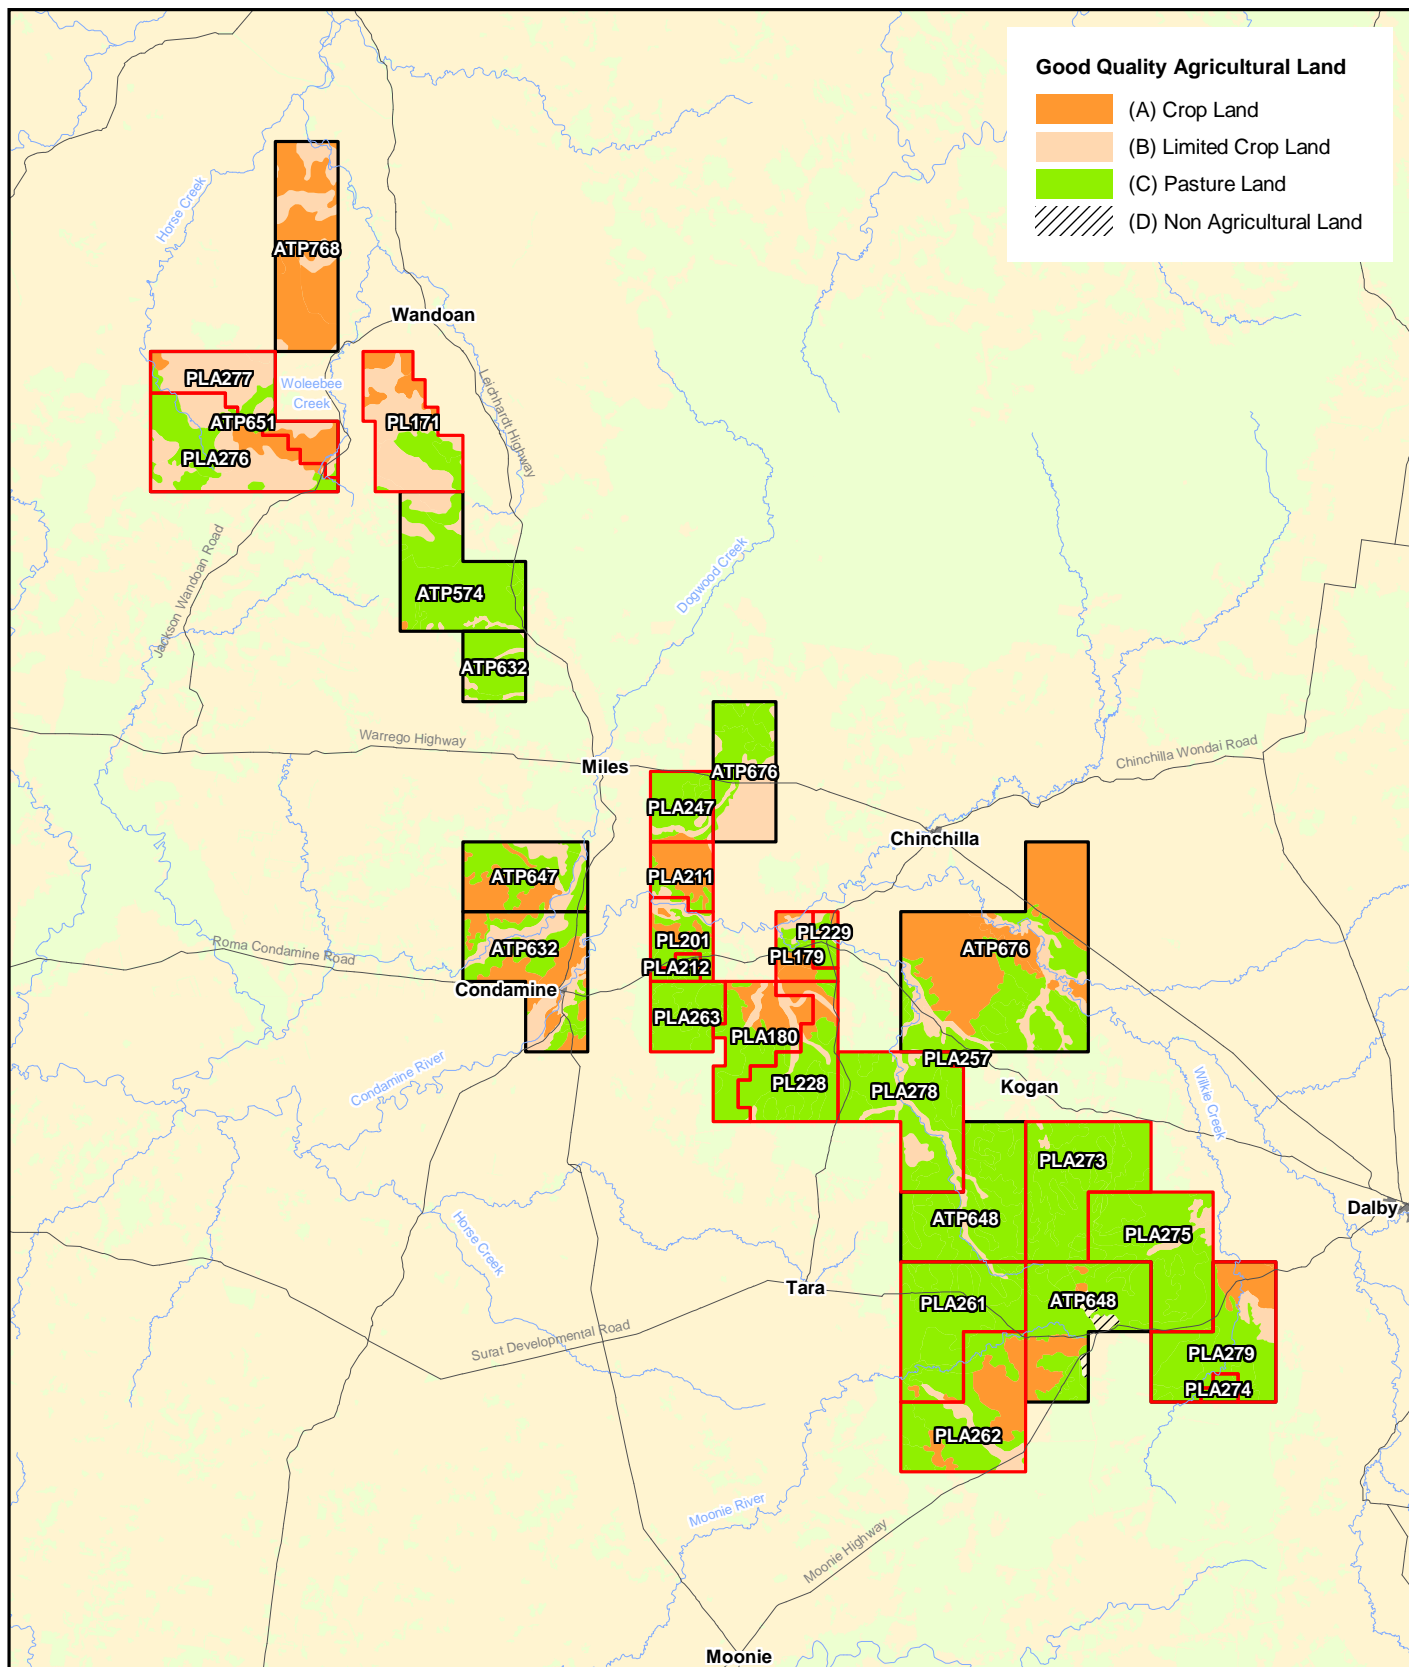 Good Quality Agricultural Land
(A) Crop Land
(B) Limited Crop Land
(C) Pasture Land
(D) Non Agricultural Land
Horse Creek
ATP768
Wandoan
PLA277
Woleebee
Creek
Leichhardt Highway
ATP651
PL171
PLA276
Jackson Wandoan Road
Dogwood Creek
ATP574
ATP632
Warrego Highway
Chinchilla Wondai Road
Miles
ATP676
PLA247
Chinchilla
ATP647
PLA211
Roma Condamine Road
ATP632
PL201
PL229
ATP676
PL179
PLA212
Condamine
PLA263
PLA180
Condamine River
PLA257
PL228
PLA278
Kogan
Wilkie Creek
PLA273
Horse Creek
ATP648
PLA275
Dalby
Tara
PLA261
ATP648
Surat Developmental Road
PLA279
PLA274
PLA262
Moonie River
Moonie Highway
Moonie